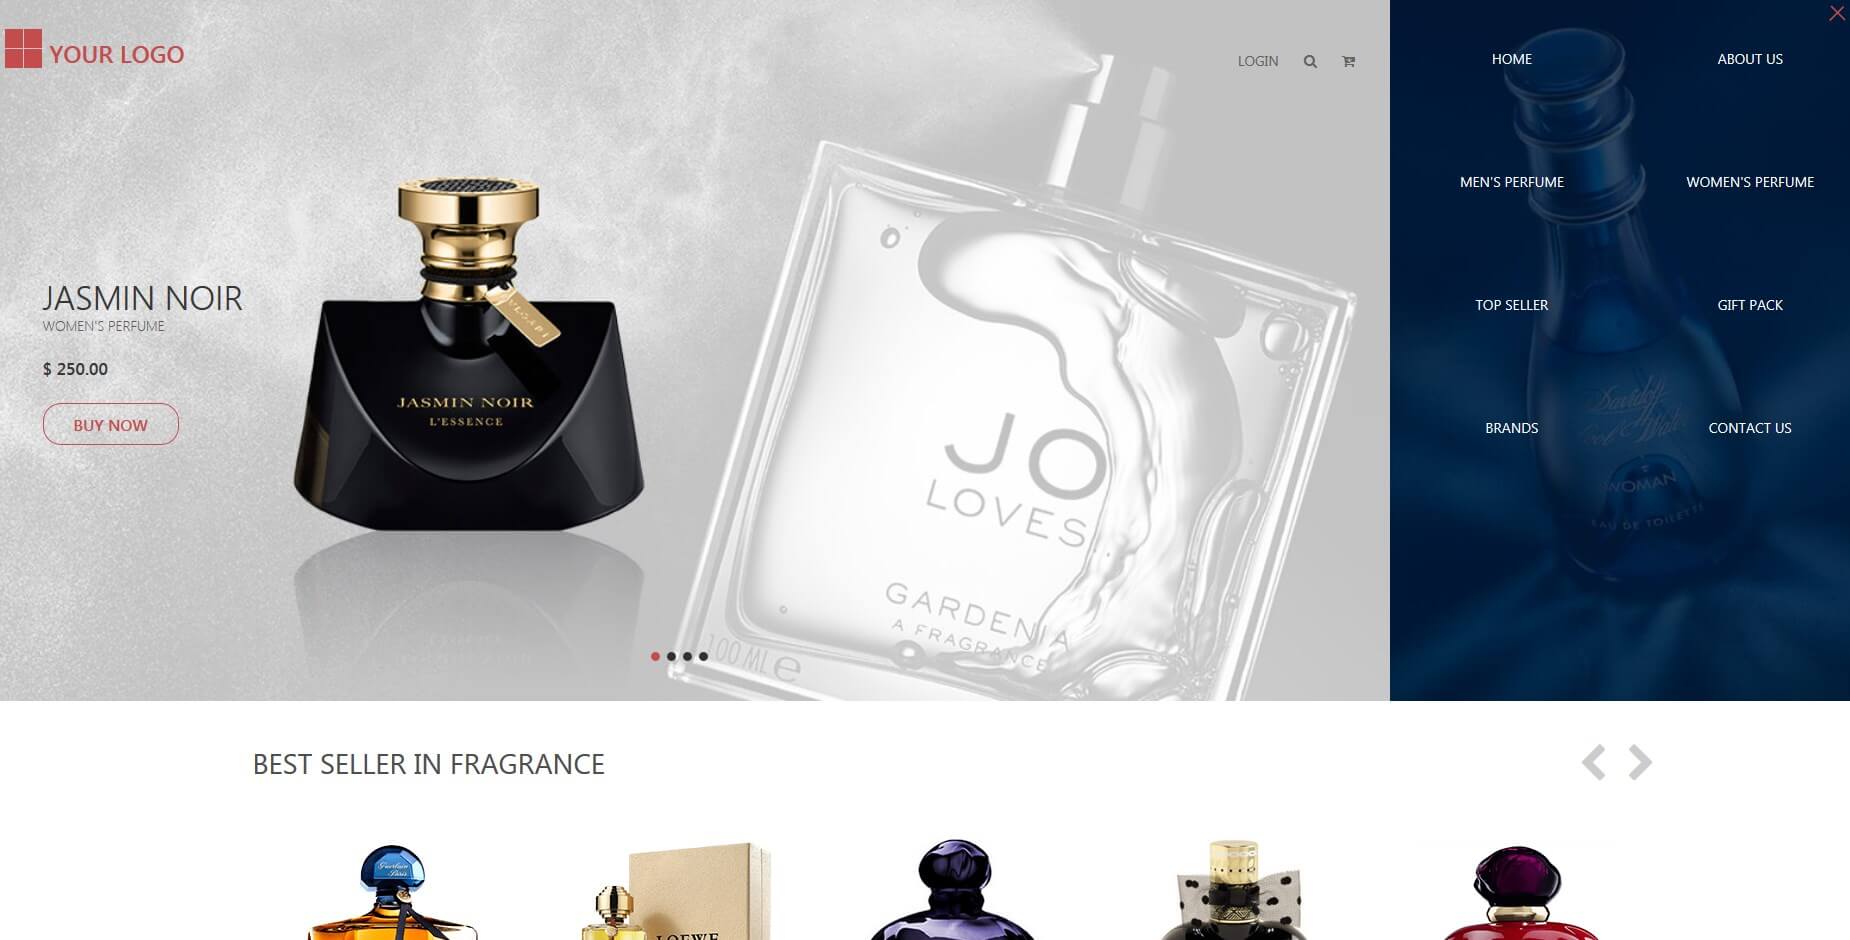 YOUR LOGO
LOGIN
HOME
ABOUT US
MEN'S PERFUME
WOMEN'S PERFUME
TOP SELLER
GIFT PACK
BRANDS
CONTACT US
JASMIN NOIR
WOMEN'S PERFUME
$ 250.00
BUY NOW
BVLGARI
JASMIN NOIR
L'ESSENCE
JO
LOVES
GARDENIA
A FRAGRANCE
100 ML e
Davidoff
Cool Water
WOMAN
EAU DE TOILETTE
BEST SELLER IN FRAGRANCE
Guerlain
Paris
LOEWE